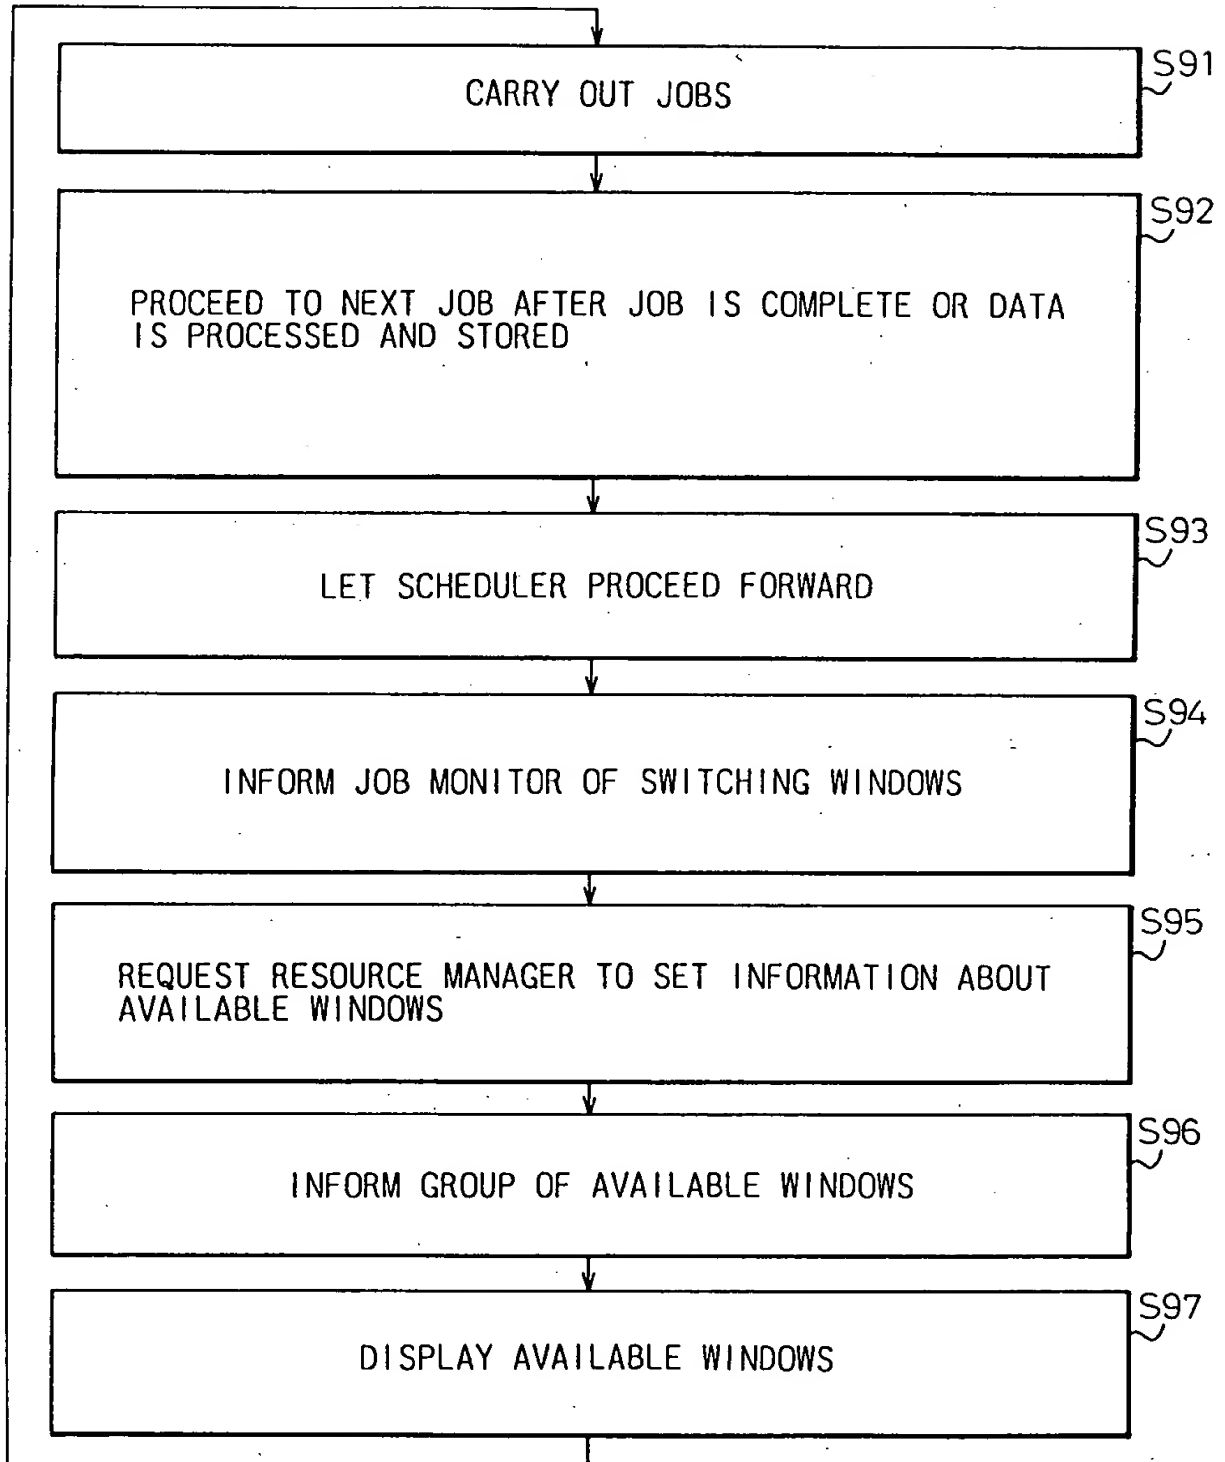 S91
CARRY OUT JOBS
S92
PROCEED TO NEXT JOB AFTER JOB IS COMPLETE OR DATA
IS PROCESSED AND STORED
S93
LET SCHEDULER PROCEED FORWARD
S94
INFORM JOB MONITOR OF SWITCHING WINDOWS
S95
REQUEST RESOURCE MANAGER TO SET INFORMATION ABOUT
AVAILABLE WINDOWS
S96
INFORM GROUP OF AVAILABLE WINDOWS
S97
DISPLAY AVAILABLE WINDOWS